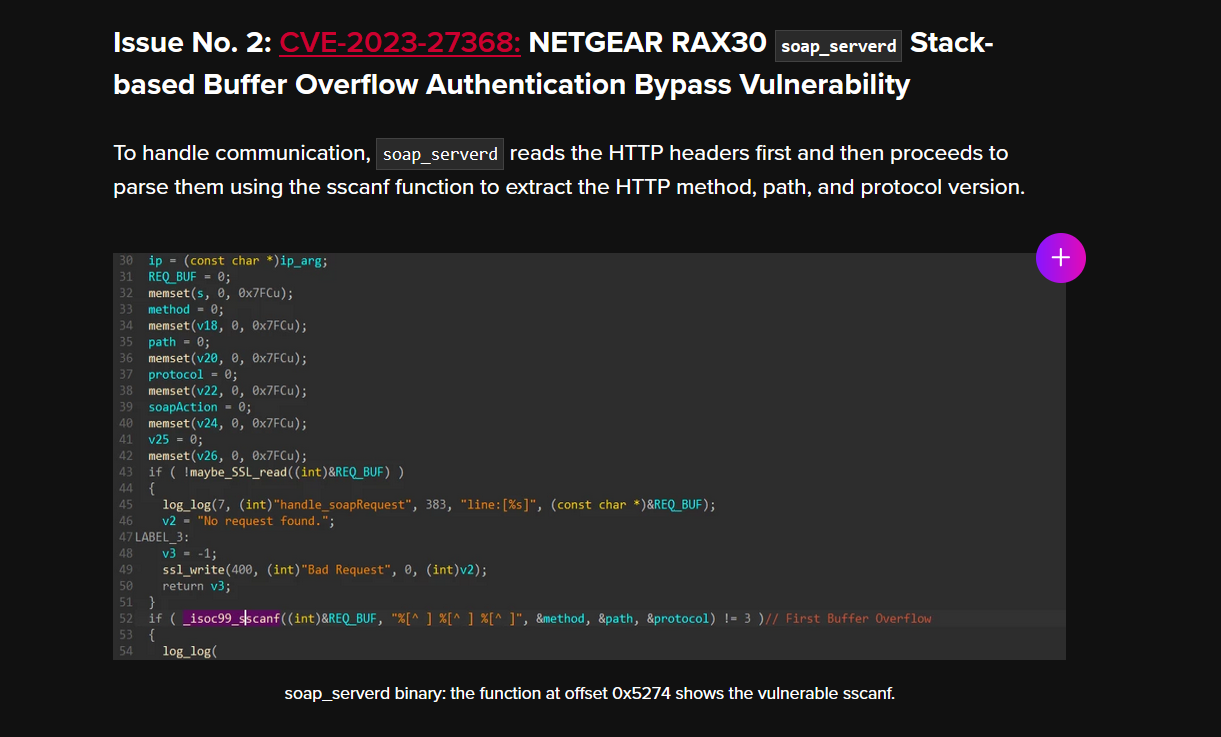 Issue No. 2: CVE-2023-27368: NETGEAR RAX30 soap_serverd Stack-
based Buffer Overflow Authentication Bypass Vulnerability
To handle communication, soap_serverd reads the HTTP headers first and then proceeds to
parse them using the sscanf function to extract the HTTP method, path, and protocol version.
+
30 ip = (const char *)ip_arg;
31 REQ_BUF = 0;
32 memset(s, 0, 0x7FCu);
33 method = 0;
34 memset(v18, 0, 0x7FCu);
35 path = 0;
36 memset(v20, 0, 0x7FCu);
37 protocol = 0;
38 memset(v22, 0, 0x7FCu);
39 soapAction = 0;
40 memset(v24, 0, 0x7FCu);
41 v25 = 0;
42 memset(v26, 0, 0x7FCu);
43 if ( !maybe_SSL_read((int)&REQ_BUF) )
44 {
45 log_log(7, (int)"handle_soapRequest", 383, "line:[%s]", (const char *)&REQ_BUF);
46 v2 = "No request found.";
47 LABEL_3:
48 v3 = -1;
49 ssl_write(400, (int)"Bad Request", 0, (int)v2);
50 return v3;
51 }
52 if ( _isoc99_sscanf((int)&REQ_BUF, "%[^ ] %[^ ] %[^ ]", &method, &path, &protocol) != 3 )// First Buffer Overflow
53 {
54 log_log(
soap_serverd binary: the function at offset 0x5274 shows the vulnerable sscanf.